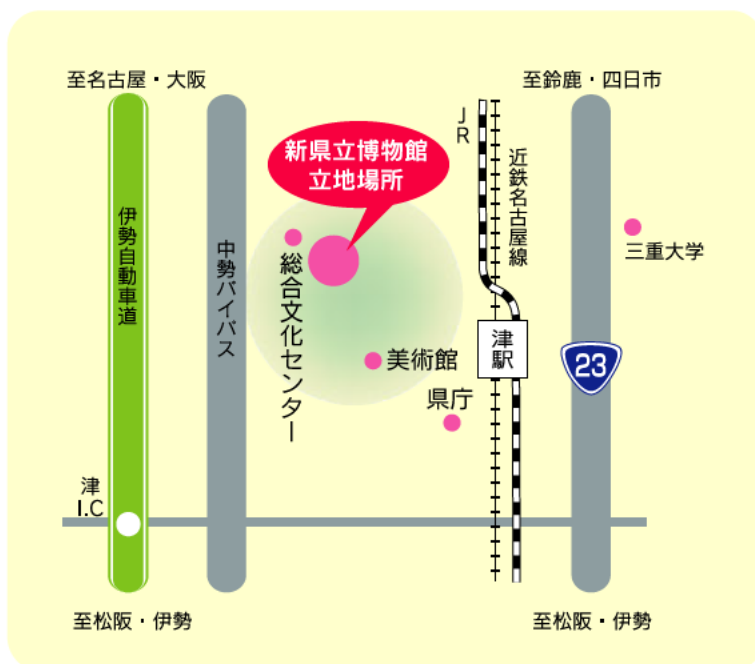 至名古屋・大阪
至鈴鹿・四日市
JR
新県立博物館
立地場所
近鉄名古屋線
伊勢自動車道
中勢バイパス
総合文化センター
三重大学
津駅
23
美術館
県庁
津
I.C
至松阪・伊勢
至松阪・伊勢